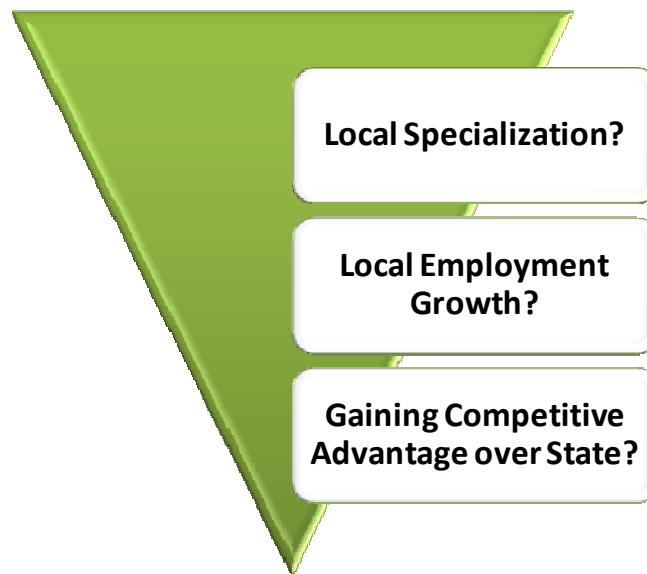 Local Specialization?
Local Employment
Growth?
Gaining Competitive
Advantage over State?